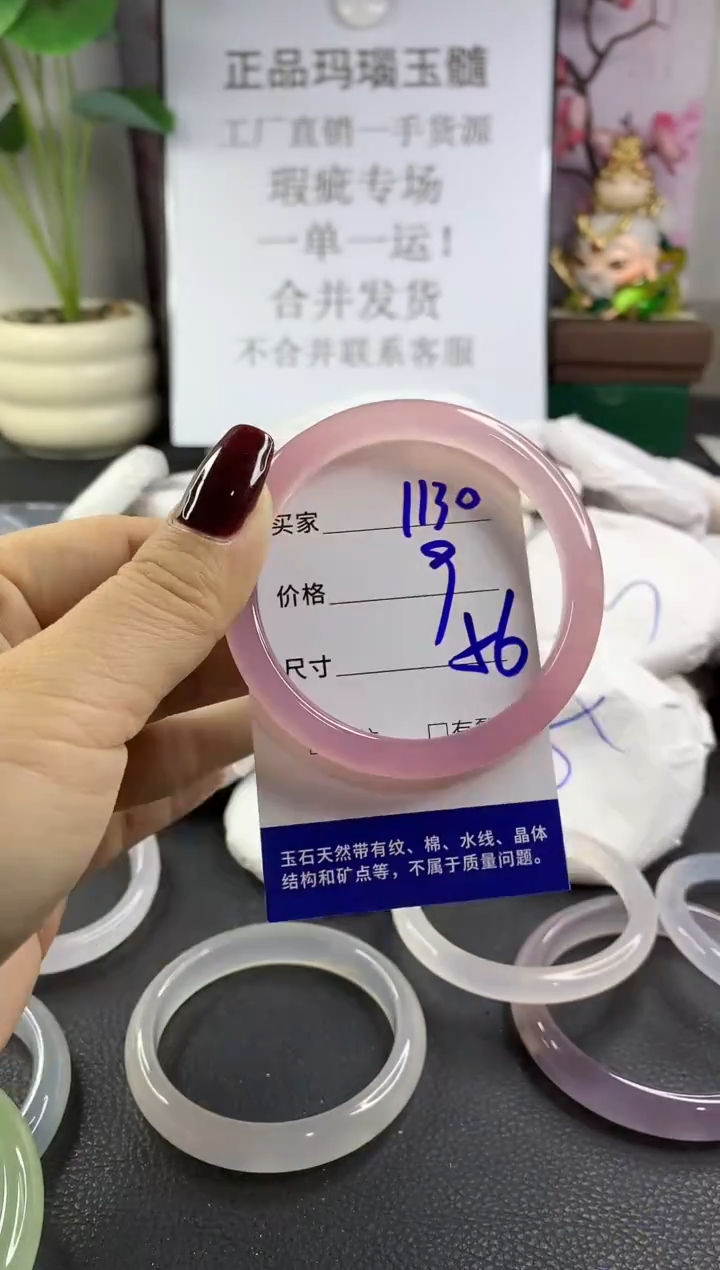 正品玛瑙玉髓
工厂直销一手货源
瑕疵专场
一单一运！
合并发货
不合并联系客服
买家 1130
价格 9
尺寸 56
玉石天然带有纹、棉、水线、晶体
结构和矿点等，不属于质量问题。